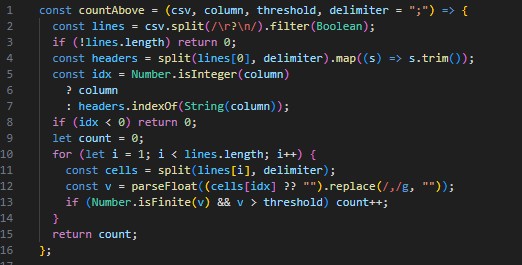 1 const countAbove = (csv, column, threshold, delimiter = ";") => {
2   const lines = csv.split(/\r?\n/).filter(Boolean);
3   if (!lines.length) return 0;
4   const headers = split(lines[0], delimiter).map((s) => s.trim());
5   const idx = Number.isInteger(column)
6     ? column
7     : headers.indexOf(String(column));
8   if (idx < 0) return 0;
9   let count = 0;
10   for (let i = 1; i < lines.length; i++) {
11     const cells = split(lines[i], delimiter);
12     const v = parseFloat((cells[idx] ?? "").replace(/,/g, ""));
13     if (Number.isFinite(v) && v > threshold) count++;
14   }
15   return count;
16 };
17